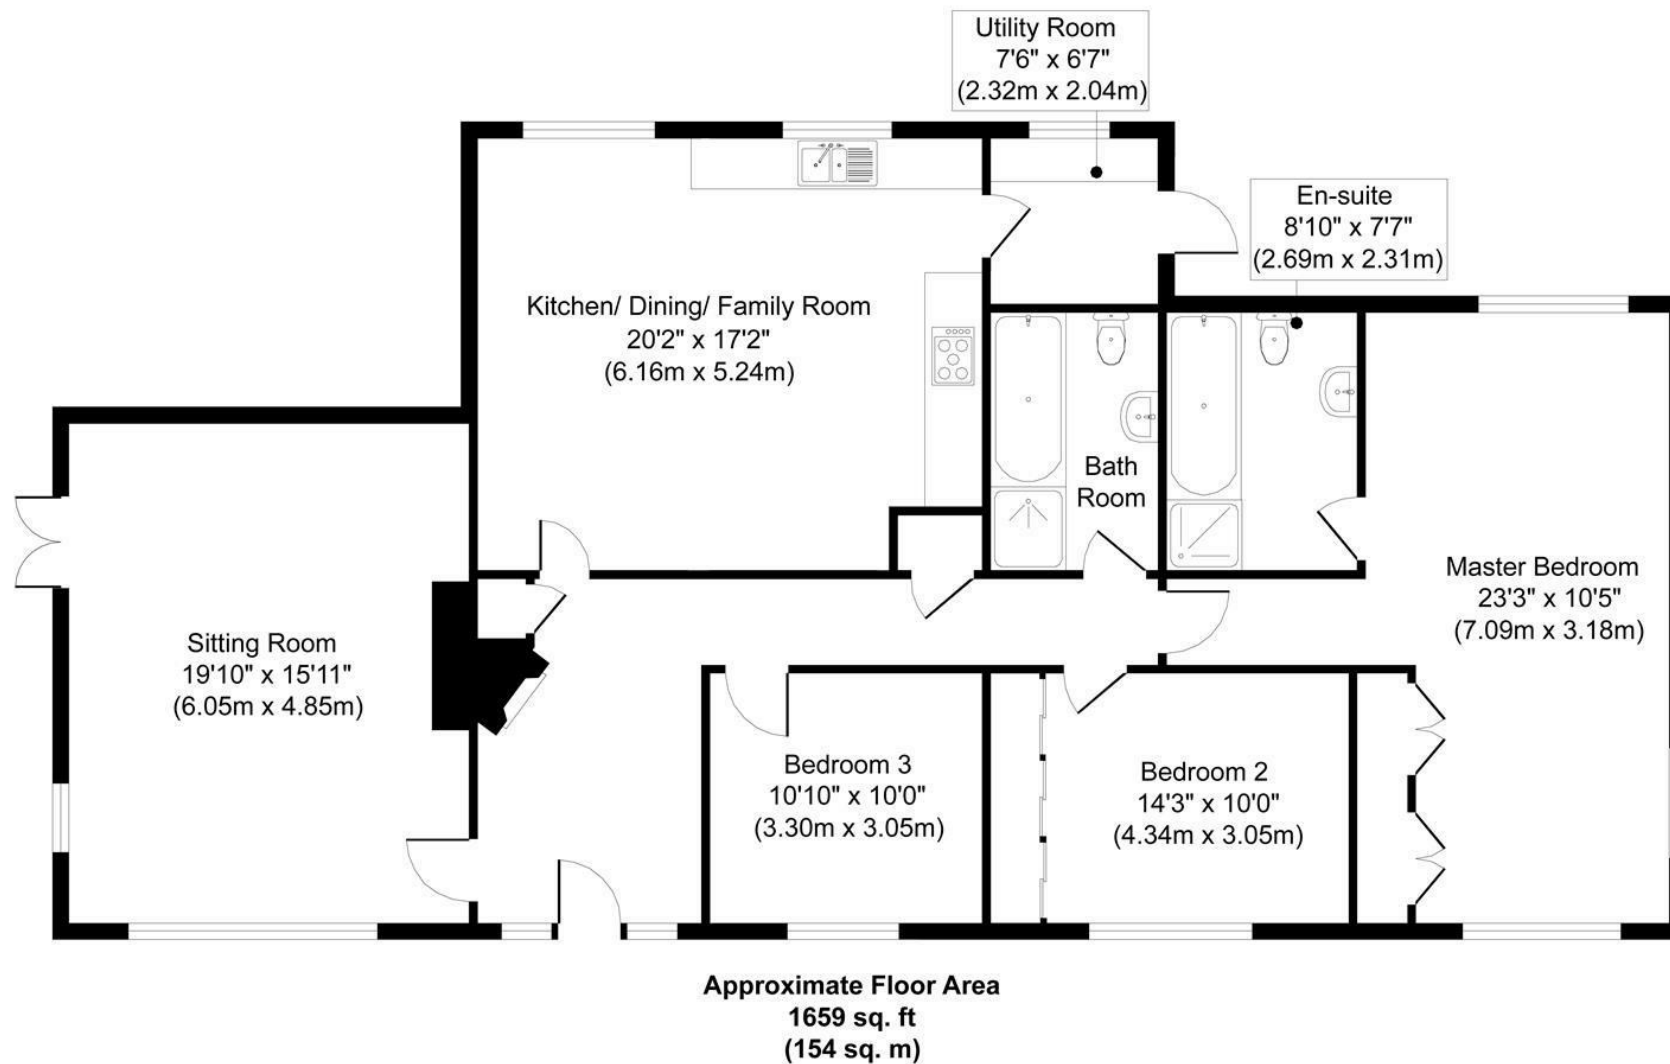 Utility Room
7'6" x 6'7"
(2.32m x 2.04m)
En-suite
8'10" x 7'7"
(2.69m x 2.31m)
Kitchen/ Dining/ Family Room
20'2" x 17'2"
(6.16m x 5.24m)
Bath
Room
Master Bedroom
23'3" x 10'5"
(7.09m x 3.18m)
Sitting Room
19'10" x 15'11"
(6.05m x 4.85m)
Bedroom 3
10'10" x 10'0"
(3.30m x 3.05m)
Bedroom 2
14'3" x 10'0"
(4.34m x 3.05m)
Approximate Floor Area
1659 sq. ft
(154 sq. m)